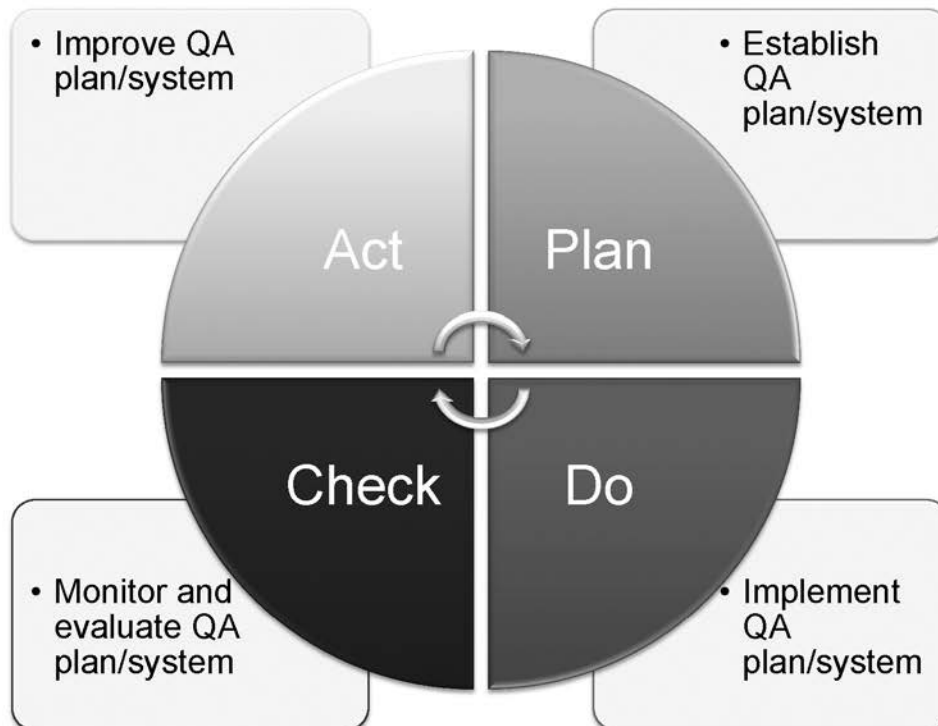 • Improve QA
plan/system
• Establish
QA
plan/system
Act
Plan
Check
Do
• Monitor and
evaluate QA
plan/system
• Implement
QA
plan/system